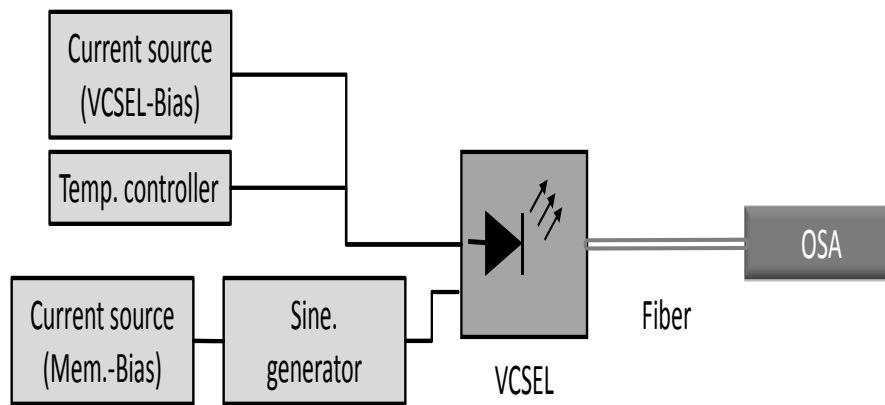 Current source
(VCSEL-Bias)
Temp. controller
Current source
(Mem.-Bias)
Sine.
generator
VCSEL
Fiber
OSA